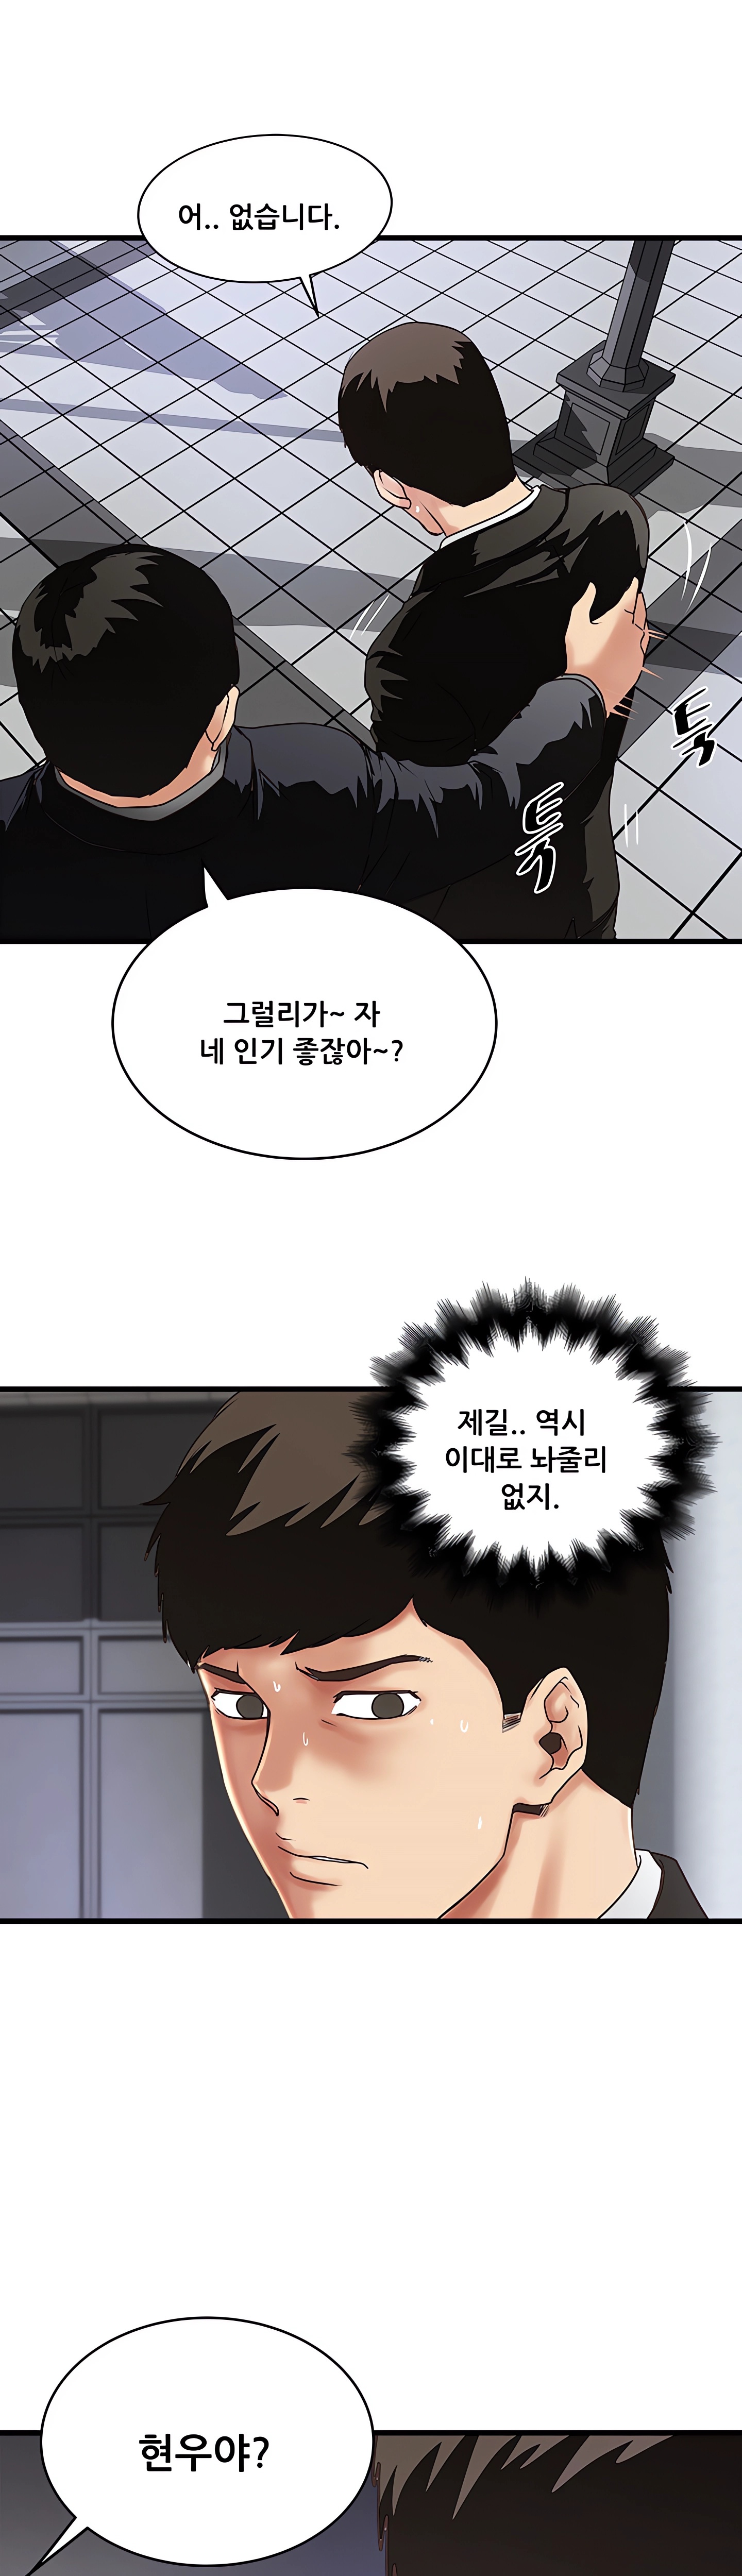 어.. 없습니다.
툭
툭
그럴리가~ 자
네 인기 좋잖아~?
제길.. 역시
이대로 놔줄리
없지.
현우야?